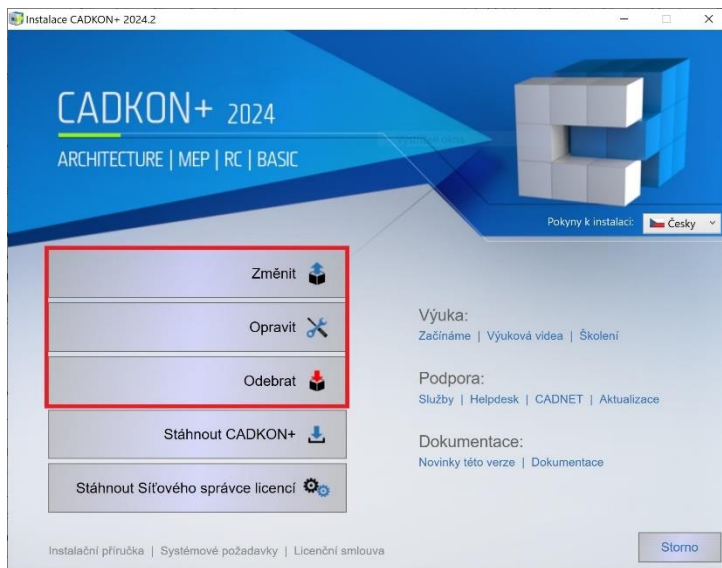 Instalace CADKON+ 2024.2
CADKON+ 2024
ARCHITECTURE | MEP | RC | BASIC
Pokyny k instalaci: Česky
Změnit
Opravit
Odebrat
Stáhnout CADKON+
Stáhnout Síťového správce licencí
Výuka:
Začínáme | Výuková videa | Školení
Podpora:
Služby | Helpdesk | CADNET | Aktualizace
Dokumentace:
Novinky této verze | Dokumentace
Instalační příručka | Systémové požadavky | Licenční smlouva
Storno